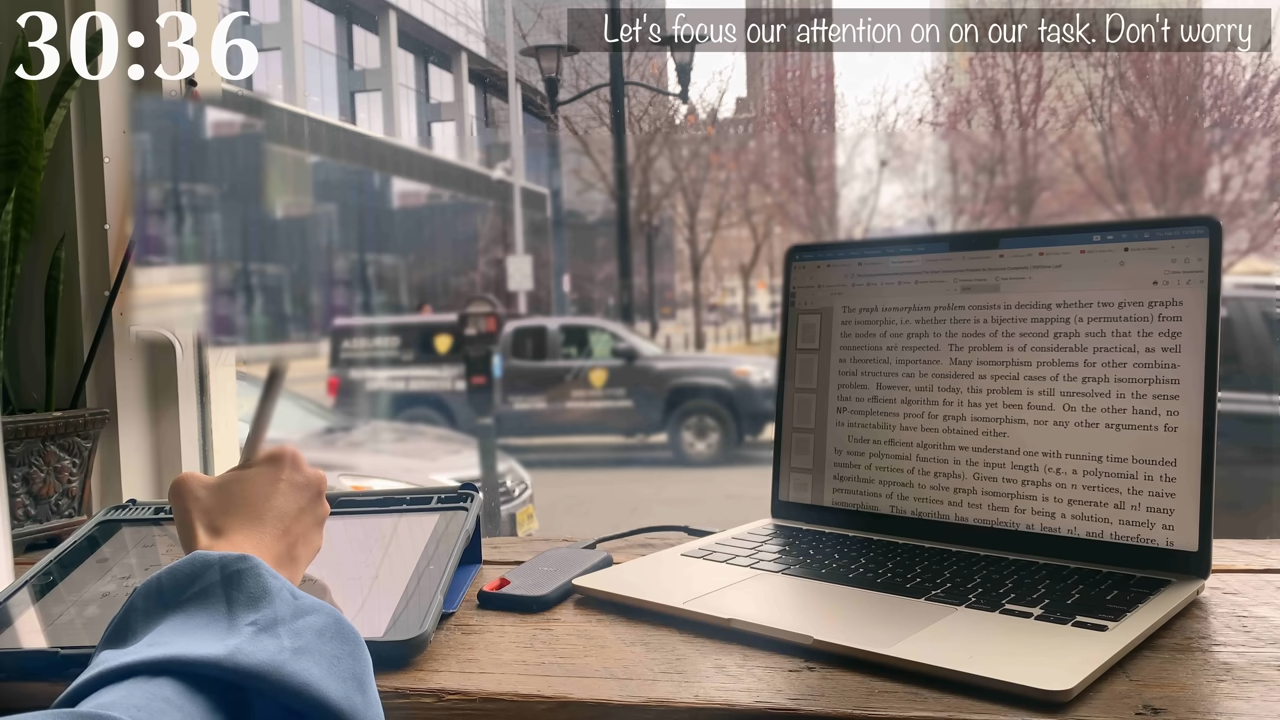 30:36
Let's focus our attention on on our task. Don't worry
The graph isomorphism problem consists in deciding whether two given graphs
are isomorphic, i.e. whether there is a bijective mapping (a permutation) from
the nodes of one graph to the nodes of the second graph such that the edge
connections are respected. The problem is of considerable practical, as well
as theoretical, importance. Many isomorphism problems for other combina-
torial structures can be considered as special cases of the graph isomorphism
problem. However, until today, this problem is still unresolved in the sense
that no efficient algorithm for it has yet been found. On the other hand, no
NP-completeness proof for graph isomorphism, nor any other arguments for
its intractability have been obtained either.
Under an efficient algorithm we understand one with running time bounded
by some polynomial function in the input length (e.g., a polynomial in the
number of vertices of the graphs). Given two graphs on n vertices, the naive
algorithmic approach to solve graph isomorphism is to generate all n! many
permutations of the vertices and test them for being a solution, namely an
isomorphism. This algorithm has complexity at least n!, and therefore, is